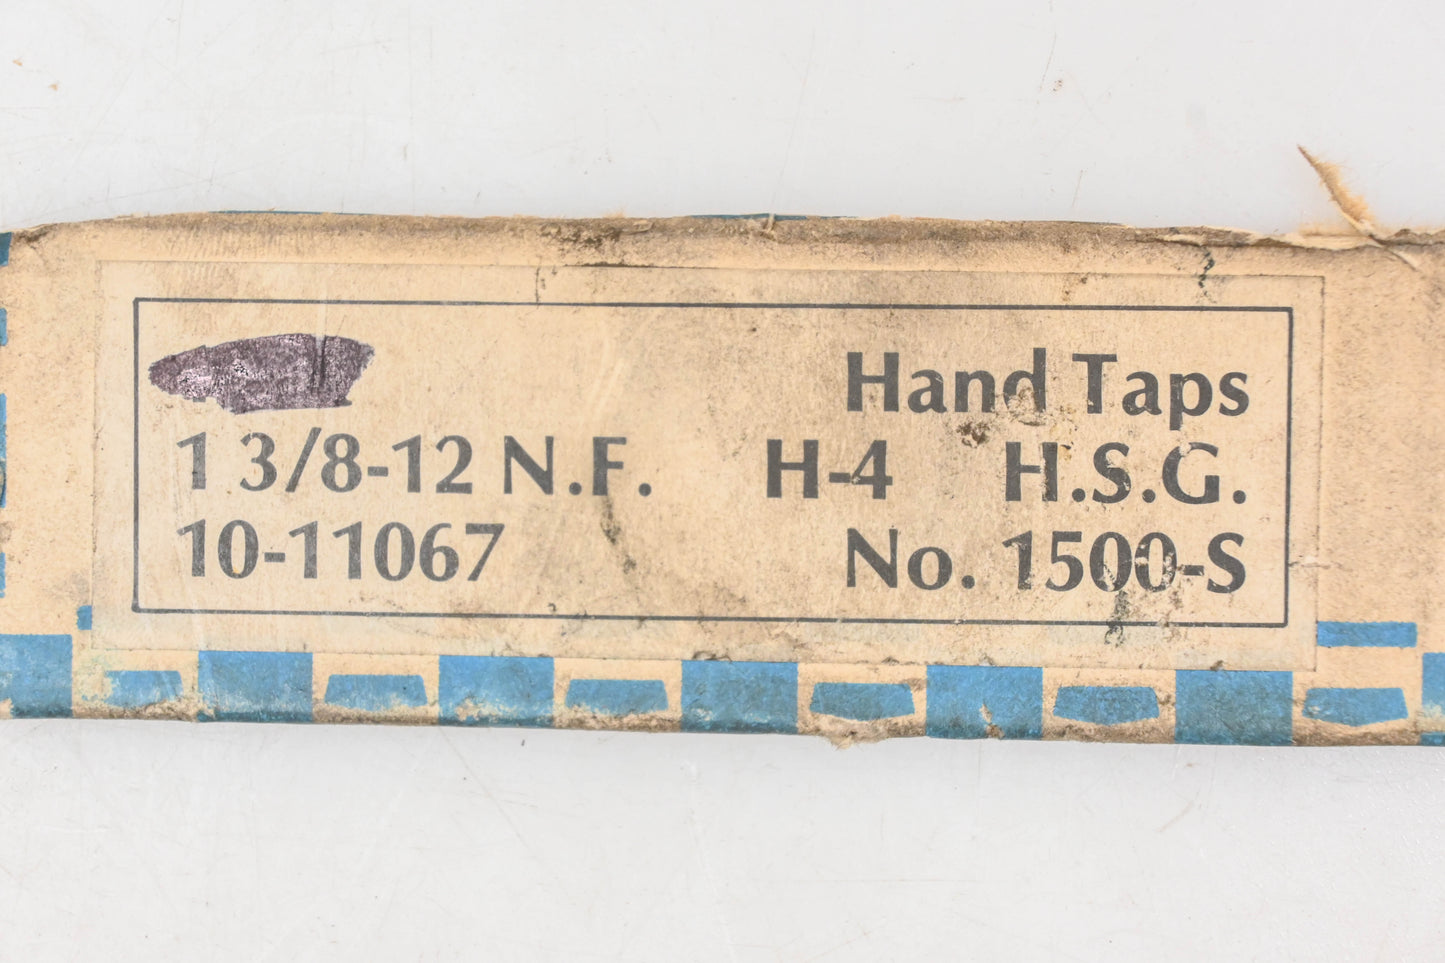 Hand Taps
1 3/8-12 N.F. H-4 H.S.G.
10-11067 No. 1500-S